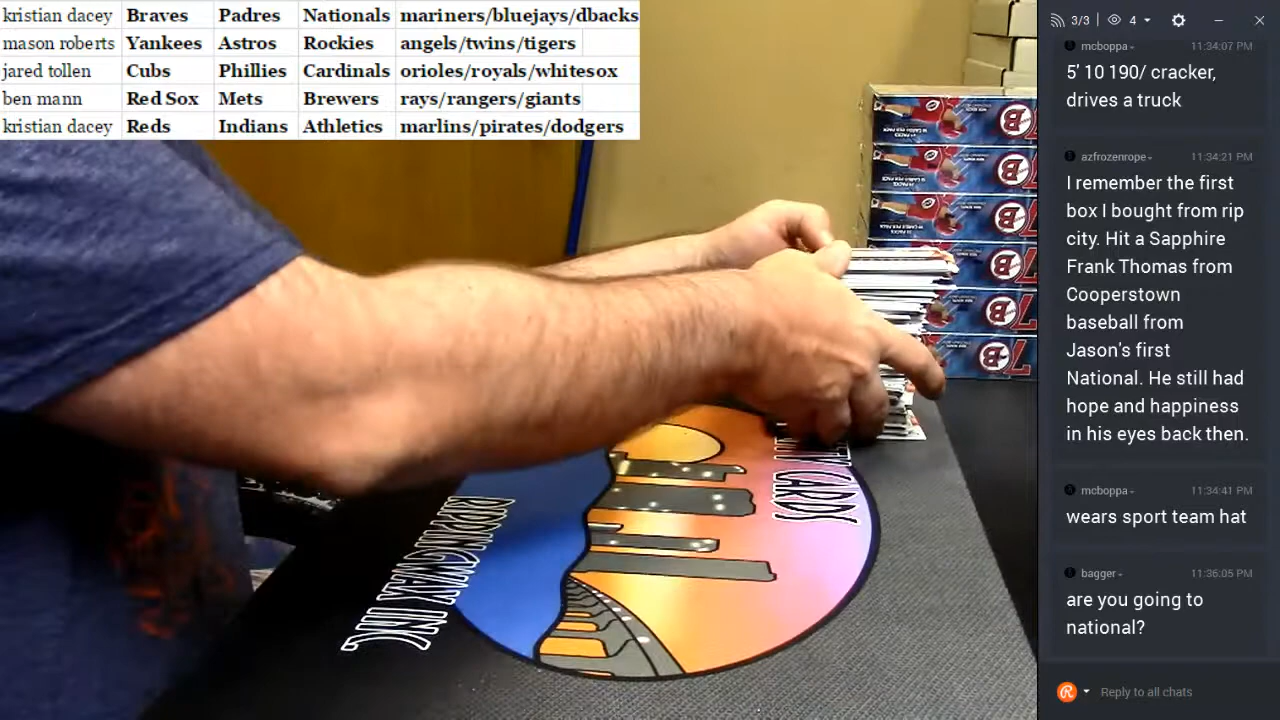 kristian dacey Braves Padres Nationals mariners/bluejays/dbacks
mason roberts Yankees Astros Rockies angels/twins/tigers
jared tollen Cubs Phillies Cardinals orioles/royals/whitesox
ben mann Red Sox Mets Brewers rays/rangers/giants
kristian dacey Reds Indians Athletics marlins/pirates/dodgers
3/3 4
mcboppa 11:34:07 PM
5' 10 190/ cracker,
drives a truck
azfrozenrope 11:34:21 PM
I remember the first
box I bought from rip
city. Hit a Sapphire
Frank Thomas from
Cooperstown
baseball from
Jason's first
National. He still had
hope and happiness
in his eyes back then.
mcboppa 11:34:41 PM
wears sport team hat
bagger 11:36:05 PM
are you going to
national?
Reply to all chats
CARDS
RIPPINGWAX INC.
B
B
B
B
B
B